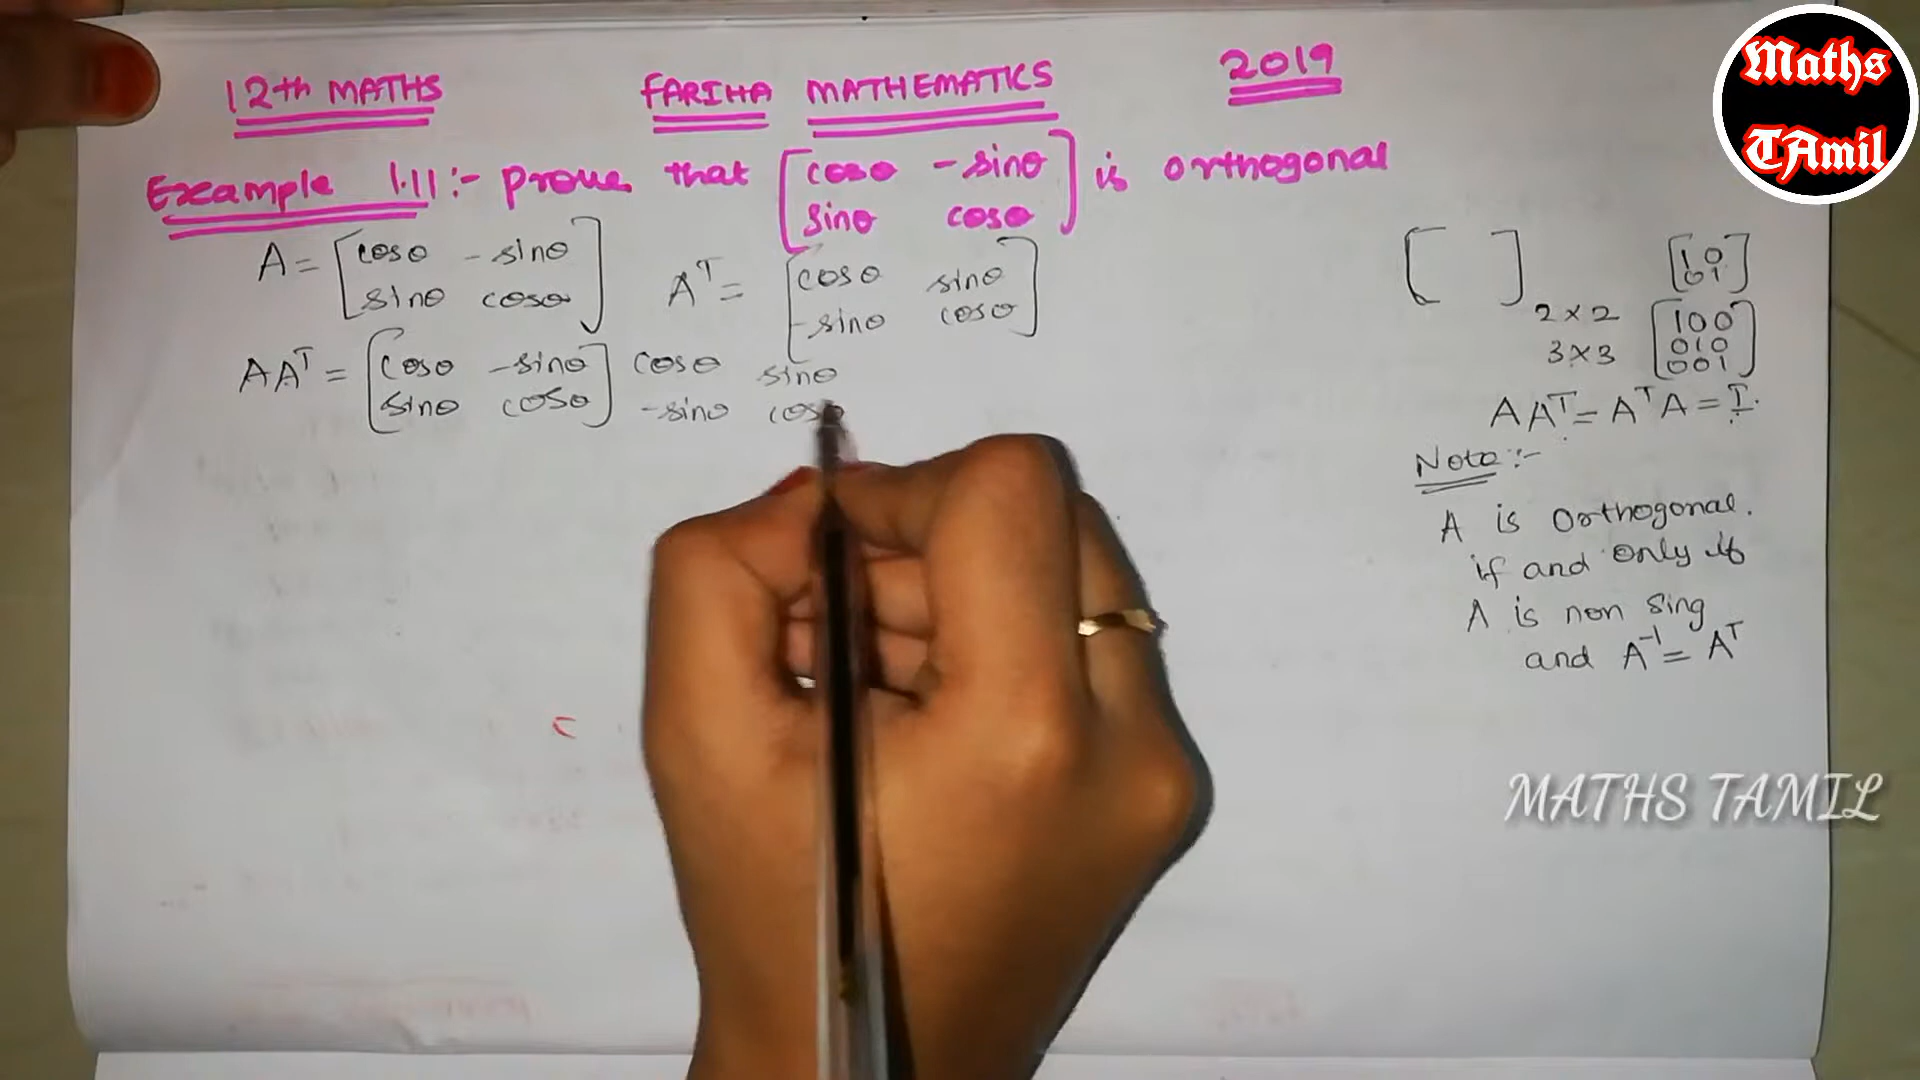 12th MATHS FARIHA MATHEMATICS 2019
Maths
TAmil
Example 1.11:- prove that [cosθ -sinθ] is orthogonal
[sinθ cosθ]
A = [cosθ -sinθ] A^T = [cosθ sinθ]
[sinθ cosθ] [-sinθ cosθ]
AA^T = [cosθ -sinθ] cosθ sinθ
[sinθ cosθ] -sinθ cosθ
[ ] [1 0]
[0 1]
2×2 [1 0 0]
3×3 [0 1 0]
[0 0 1]
AA^T = A^T A = I.
Note:-
A is Orthogonal.
if and only if
A is non sing
and A^-1 = A^T
MATHS TAMIL